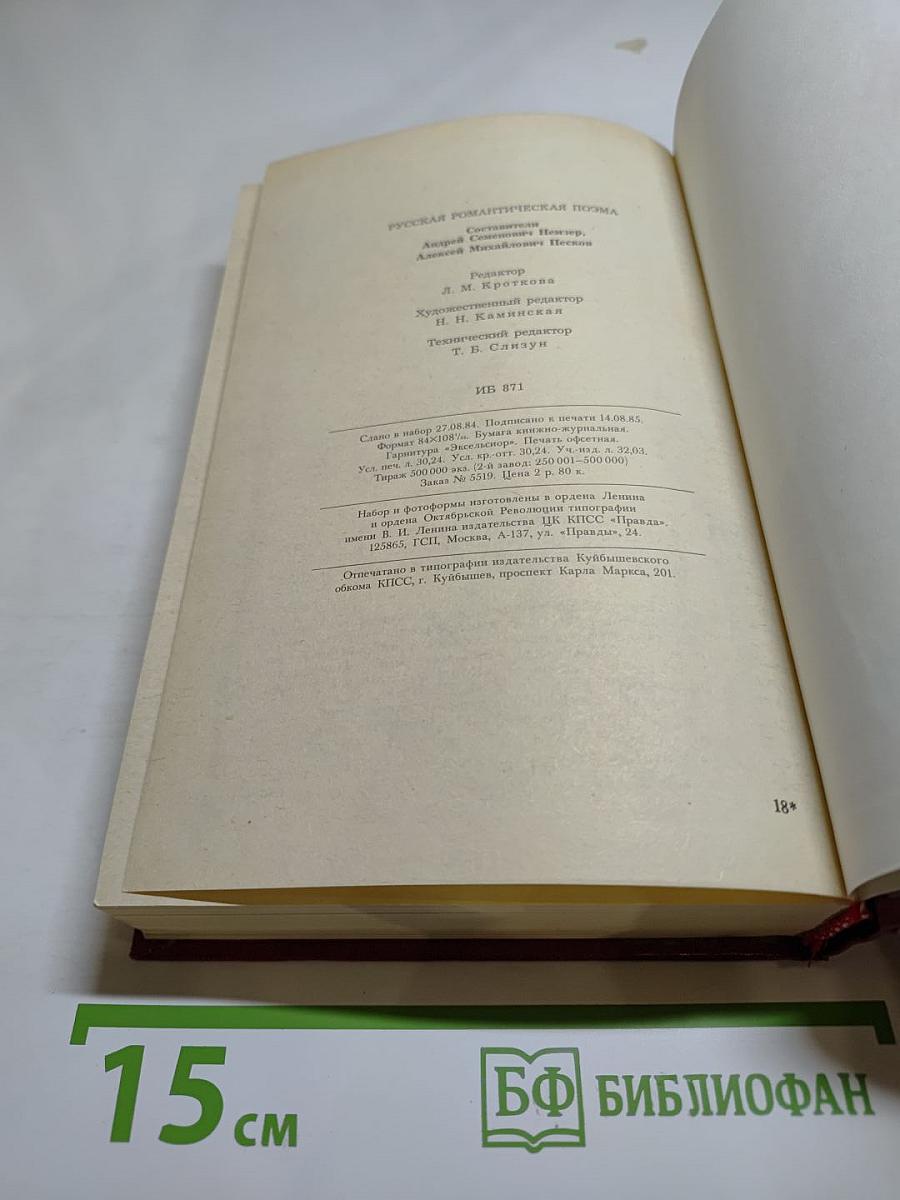 РУССКАЯ РОМАНТИЧЕСКАЯ ПОЭМА
Составители
Андрей Семенович Немзер,
Алексей Михайлович Песков
Редактор
Л. М. Кроткова
Художественный редактор
Н. Н. Каминская
Технический редактор
Т. Б. Слизун
ИБ 871
Сдано в набор 27.08.84. Подписано к печати 14.08.85.
Формат 84×108¹/₃₂. Бумага книжно-журнальная.
Гарнитура «Эксельсиор». Печать офсетная.
Усл. печ. л. 30,24. Усл. кр.-отт. 30,24. Уч.-изд. л. 32,03.
Тираж 500 000 экз. (2-й завод: 250 001—500 000)
Заказ № 5519. Цена 2 р. 80 к.
Набор и фотоформы изготовлены в ордена Ленина
и ордена Октябрьской Революции типографии
имени В. И. Ленина издательства ЦК КПСС «Правда».
125865, ГСП, Москва, А-137, ул. «Правды», 24.
Отпечатано в типографии издательства Куйбышевского
обкома КПСС, г. Куйбышев, проспект Карла Маркса, 201.
18*
15 см
БФ БИБЛИОФАН